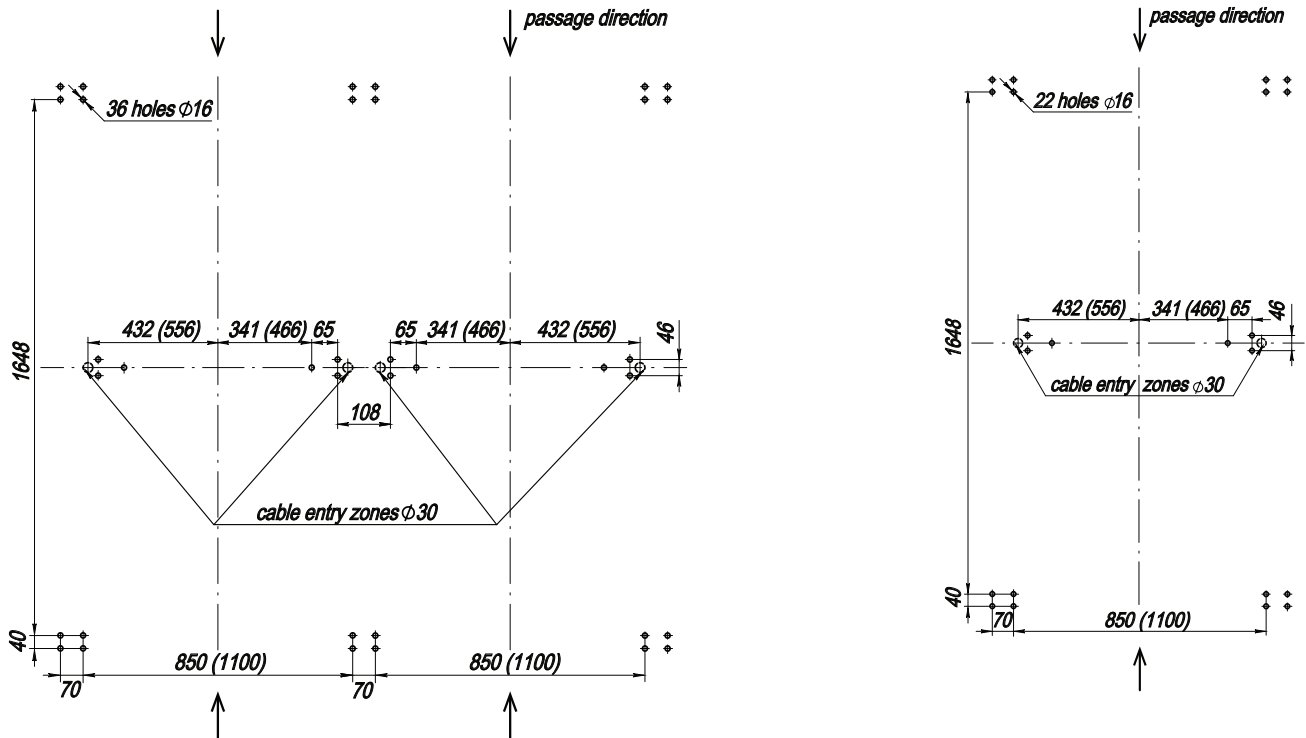 passage direction
36 holes ϕ16
432 (556) 341 (466) 65 65 341 (466) 432 (556) 46
1648
108
cable entry zones ϕ30
40
850 (1100) 850 (1100)
70 70
passage direction
22 holes ϕ16
432 (556) 341 (466) 65 46
1648
cable entry zones ϕ30
40
70 850 (1100)